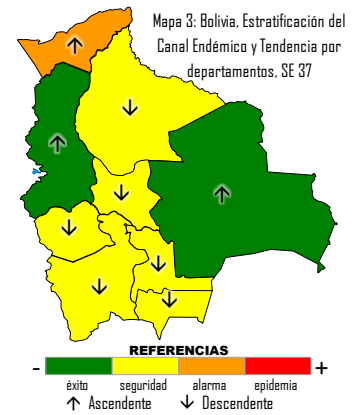 Mapa 3: Bolivia, Estratificación del
Canal Endémico y Tendencia por
departamentos, SE 37
REFERENCIAS
- +
éxito seguridad alarma epidemia
↑ Ascendente ↓ Descendente